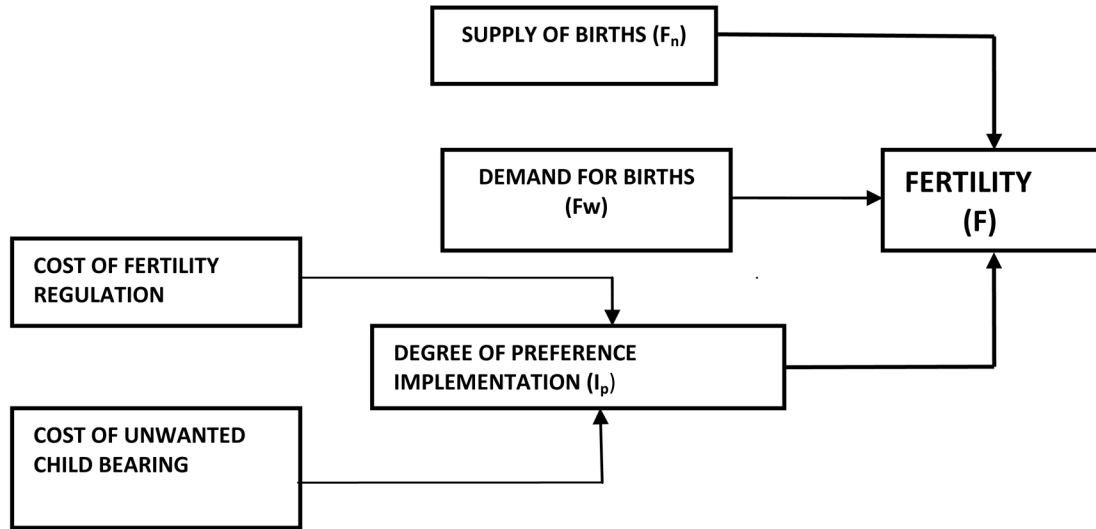 SUPPLY OF BIRTHS (Fₙ)
DEMAND FOR BIRTHS
(Fw)
FERTILITY
(F)
COST OF FERTILITY
REGULATION
DEGREE OF PREFERENCE
IMPLEMENTATION (Iₚ)
COST OF UNWANTED
CHILD BEARING